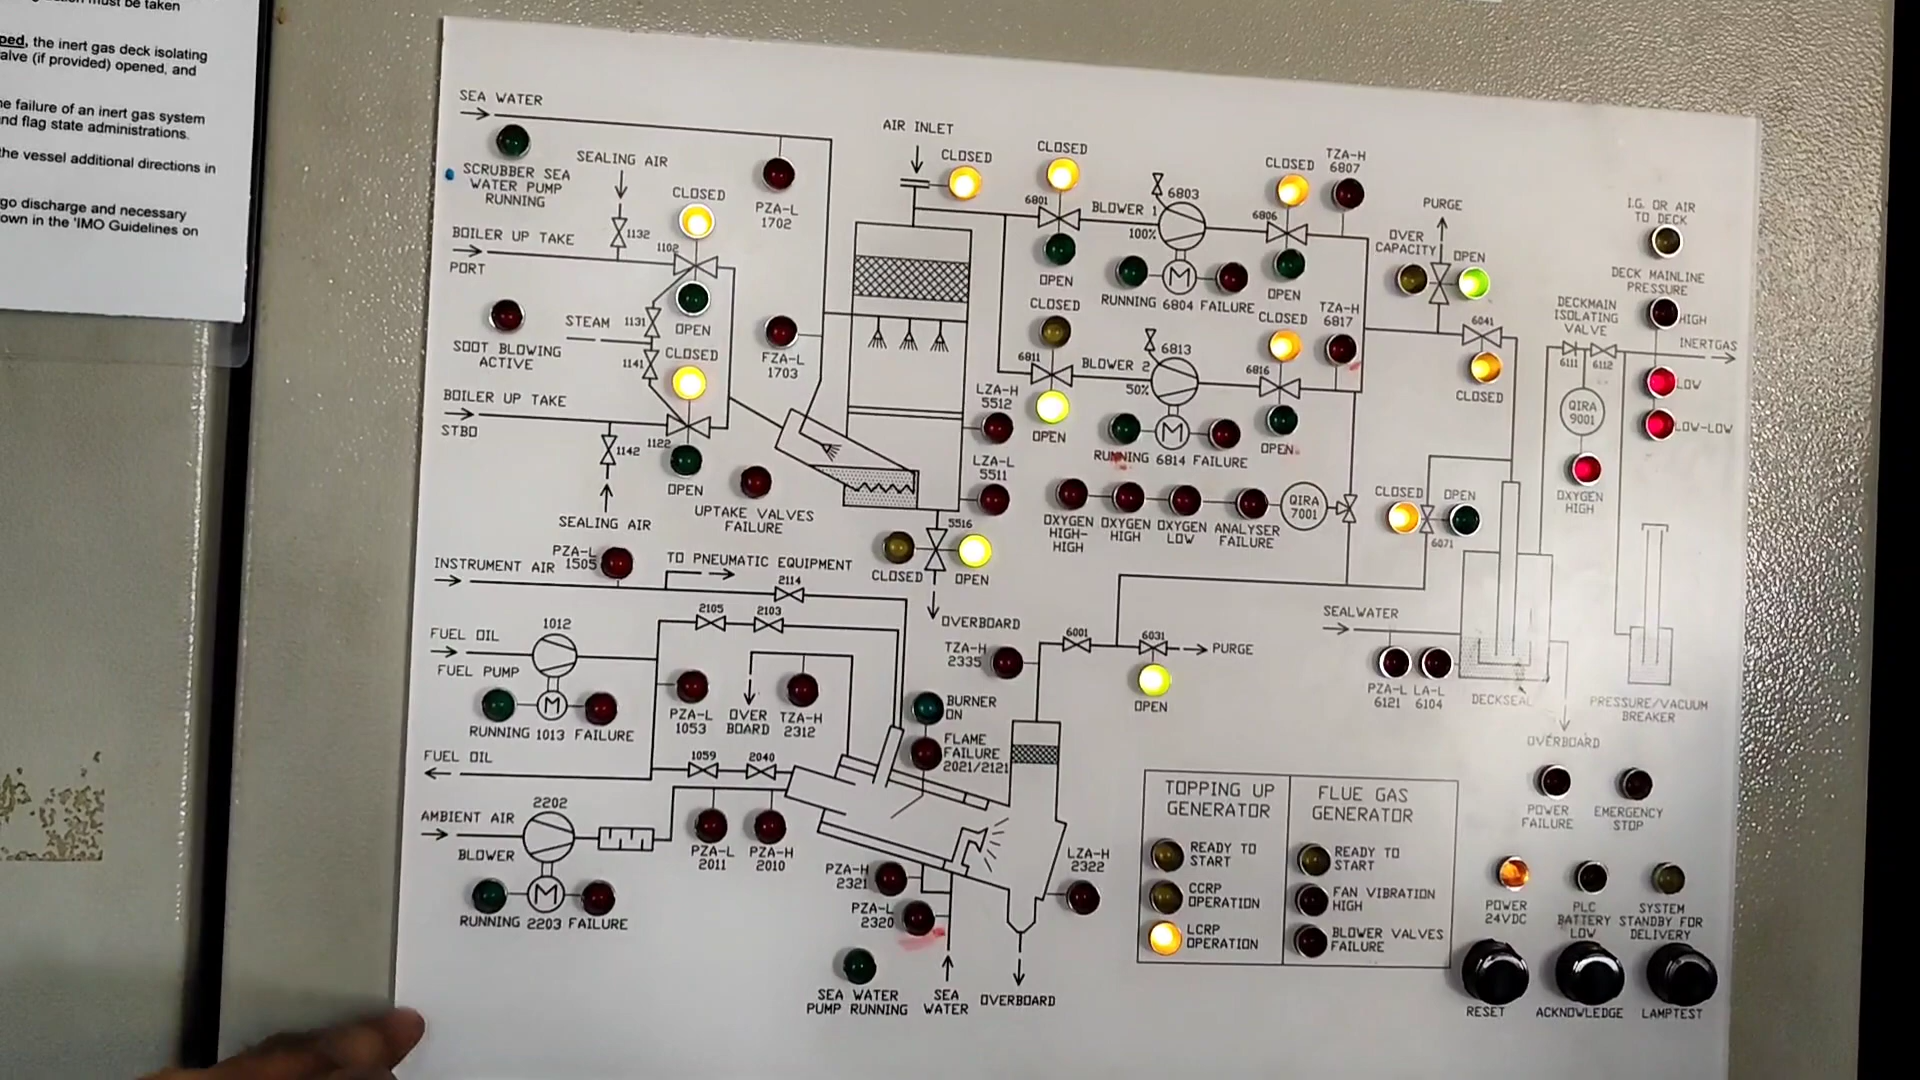 must be taken
ped, the inert gas deck isolating
alve (if provided) opened, and
he failure of an inert gas system
nd flag state administrations.
the vessel additional directions in
go discharge and necessary
own in the 'IMO Guidelines on
SEA WATER
SCRUBBER SEA
WATER PUMP
RUNNING
SEALING AIR
1132
CLOSED
1102
OPEN
BOILER UP TAKE
PORT
PZA-L
1702
SOOT BLOWING
ACTIVE
STEAM
1131
1141
CLOSED
1122
OPEN
FZA-L
1703
BOILER UP TAKE
STBD
1142
SEALING AIR
UPTAKE VALVES
FAILURE
AIR INLET
CLOSED
CLOSED
6801
OPEN
BLOWER 1
100%
6803
RUNNING 6804 FAILURE
CLOSED
6806
OPEN
TZA-H
6807
CLOSED
6811
OPEN
BLOWER 2
50%
6813
RUNNING 6814 FAILURE
CLOSED
6816
OPEN
TZA-H
6817
M
M
LZA-H
5512
LZA-L
5511
5516
CLOSED
OPEN
OVERBOARD
OXYGEN
HIGH-
HIGH
OXYGEN
HIGH
OXYGEN
LOW
ANALYSER
FAILURE
QIRA
7001
PURGE
OVER
CAPACITY
OPEN
6041
CLOSED
I.G. OR AIR
TO DECK
DECK MAINLINE
PRESSURE
HIGH
DECKMAIN
ISOLATING
VALVE
6111
6112
INERTGAS
LOW
LOW-LOW
QIRA
9001
OXYGEN
HIGH
CLOSED
OPEN
6071
SEALWATER
PZA-L
6121
LA-L
6104
DECKSEAL
OVERBOARD
PRESSURE/VACUUM
BREAKER
INSTRUMENT AIR
PZA-L
1505
TO PNEUMATIC EQUIPMENT
2114
2105
2103
FUEL OIL
1012
FUEL PUMP
M
RUNNING 1013 FAILURE
PZA-L
1053
OVER
BOARD
TZA-H
2312
BURNER
ON
FLAME
FAILURE
2021/2121
TZA-H
2335
6001
6031
PURGE
OPEN
FUEL OIL
1059
2040
AMBIENT AIR
2202
BLOWER
M
RUNNING 2203 FAILURE
PZA-L
2011
PZA-H
2010
PZA-H
2321
PZA-L
2320
LZA-H
2322
SEA WATER
PUMP RUNNING
SEA
WATER
OVERBOARD
TOPPING UP
GENERATOR
READY TO
START
CCRP
OPERATION
LCRP
OPERATION
FLUE GAS
GENERATOR
READY TO
START
FAN VIBRATION
HIGH
BLOWER VALVES
FAILURE
POWER
FAILURE
EMERGENCY
STOP
POWER
24VDC
PLC
BATTERY
LOW
SYSTEM
STANDBY FOR
DELIVERY
RESET
ACKNOWLEDGE
LAMPTEST